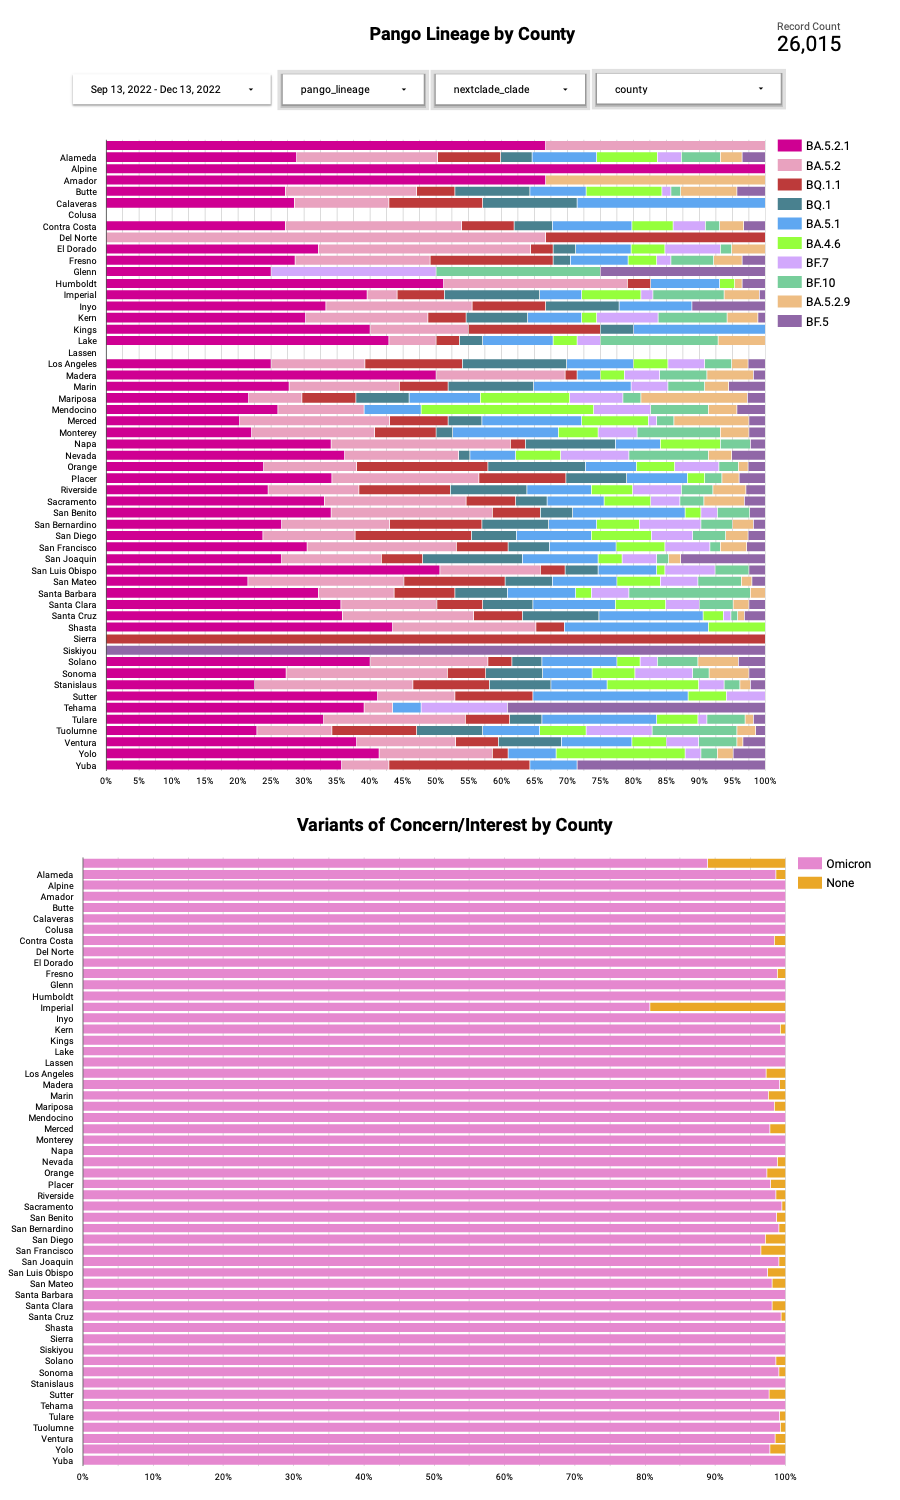 Pango Lineage by County
Record Count
26,015
Sep 13, 2022 - Dec 13, 2022
pango_lineage
nextclade_clade
county
Alameda
Alpine
Amador
Butte
Calaveras
Colusa
Contra Costa
Del Norte
El Dorado
Fresno
Glenn
Humboldt
Imperial
Inyo
Kern
Kings
Lake
Lassen
Los Angeles
Madera
Marin
Mariposa
Mendocino
Merced
Monterey
Napa
Nevada
Orange
Placer
Riverside
Sacramento
San Benito
San Bernardino
San Diego
San Francisco
San Joaquin
San Luis Obispo
San Mateo
Santa Barbara
Santa Clara
Santa Cruz
Shasta
Sierra
Siskiyou
Solano
Sonoma
Stanislaus
Sutter
Tehama
Tulare
Tuolumne
Ventura
Yolo
Yuba
0% 5% 10% 15% 20% 25% 30% 35% 40% 45% 50% 55% 60% 65% 70% 75% 80% 85% 90% 95% 100%
BA.5.2.1
BA.5.2
BQ.1.1
BQ.1
BA.5.1
BA.4.6
BF.7
BF.10
BA.5.2.9
BF.5
Variants of Concern/Interest by County
Alameda
Alpine
Amador
Butte
Calaveras
Colusa
Contra Costa
Del Norte
El Dorado
Fresno
Glenn
Humboldt
Imperial
Inyo
Kern
Kings
Lake
Lassen
Los Angeles
Madera
Marin
Mariposa
Mendocino
Merced
Monterey
Napa
Nevada
Orange
Placer
Riverside
Sacramento
San Benito
San Bernardino
San Diego
San Francisco
San Joaquin
San Luis Obispo
San Mateo
Santa Barbara
Santa Clara
Santa Cruz
Shasta
Sierra
Siskiyou
Solano
Sonoma
Stanislaus
Sutter
Tehama
Tulare
Tuolumne
Ventura
Yolo
Yuba
0% 10% 20% 30% 40% 50% 60% 70% 80% 90% 100%
Omicron
None